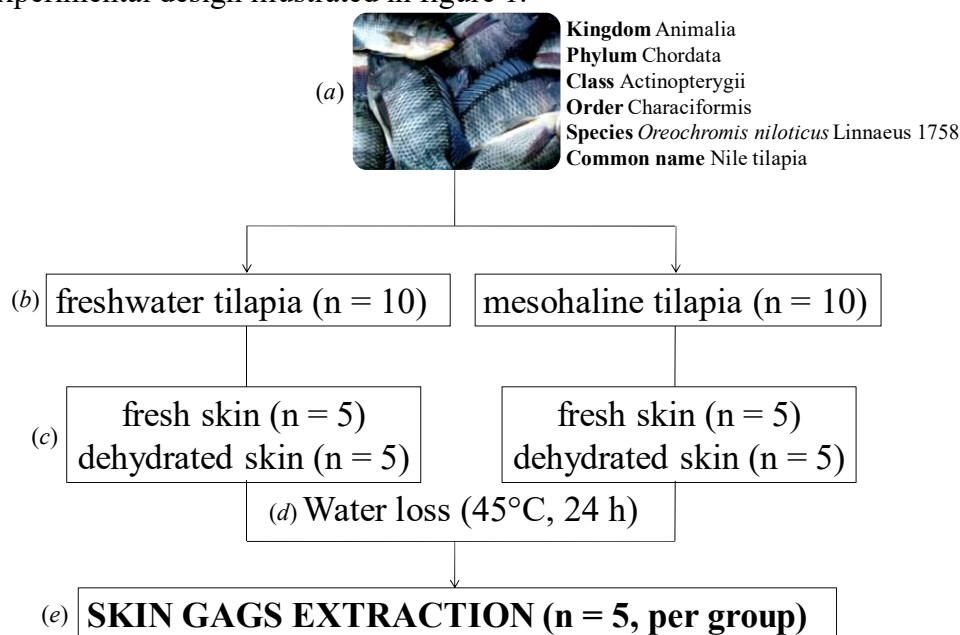 experimental design illustrated in figure 1.
(a)
Kingdom Animalia
Phylum Chordata
Class Actinopterygii
Order Characiformis
Species Oreochromis niloticus Linnaeus 1758
Common name Nile tilapia
(b) freshwater tilapia (n = 10)
mesohaline tilapia (n = 10)
(c)
fresh skin (n = 5)
dehydrated skin (n = 5)
fresh skin (n = 5)
dehydrated skin (n = 5)
(d) Water loss (45°C, 24 h)
(e) SKIN GAGS EXTRACTION (n = 5, per group)